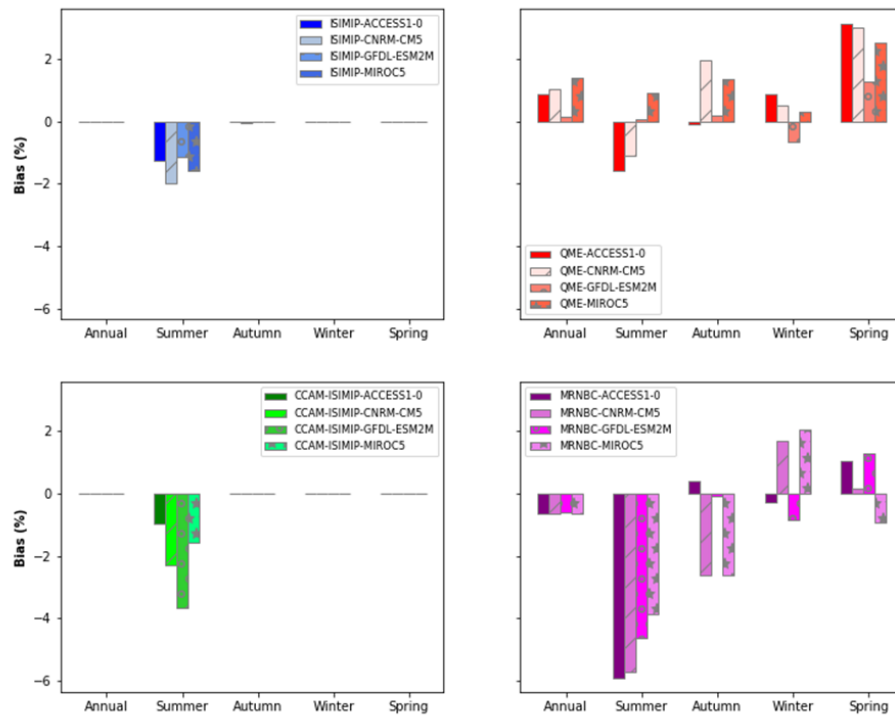 ISIMIP-ACCESS1-0
ISIMIP-CNRM-CM5
ISIMIP-GFDL-ESM2M
ISIMIP-MIROC5
2
0
−2
−4
−6
Bias (%)
Annual Summer Autumn Winter Spring
QME-ACCESS1-0
QME-CNRM-CM5
QME-GFDL-ESM2M
QME-MIROC5
Annual Summer Autumn Winter Spring
CCAM-ISIMIP-ACCESS1-0
CCAM-ISIMIP-CNRM-CM5
CCAM-ISIMIP-GFDL-ESM2M
CCAM-ISIMIP-MIROC5
2
0
−2
−4
−6
Bias (%)
Annual Summer Autumn Winter Spring
MRNBC-ACCESS1-0
MRNBC-CNRM-CM5
MRNBC-GFDL-ESM2M
MRNBC-MIROC5
Annual Summer Autumn Winter Spring